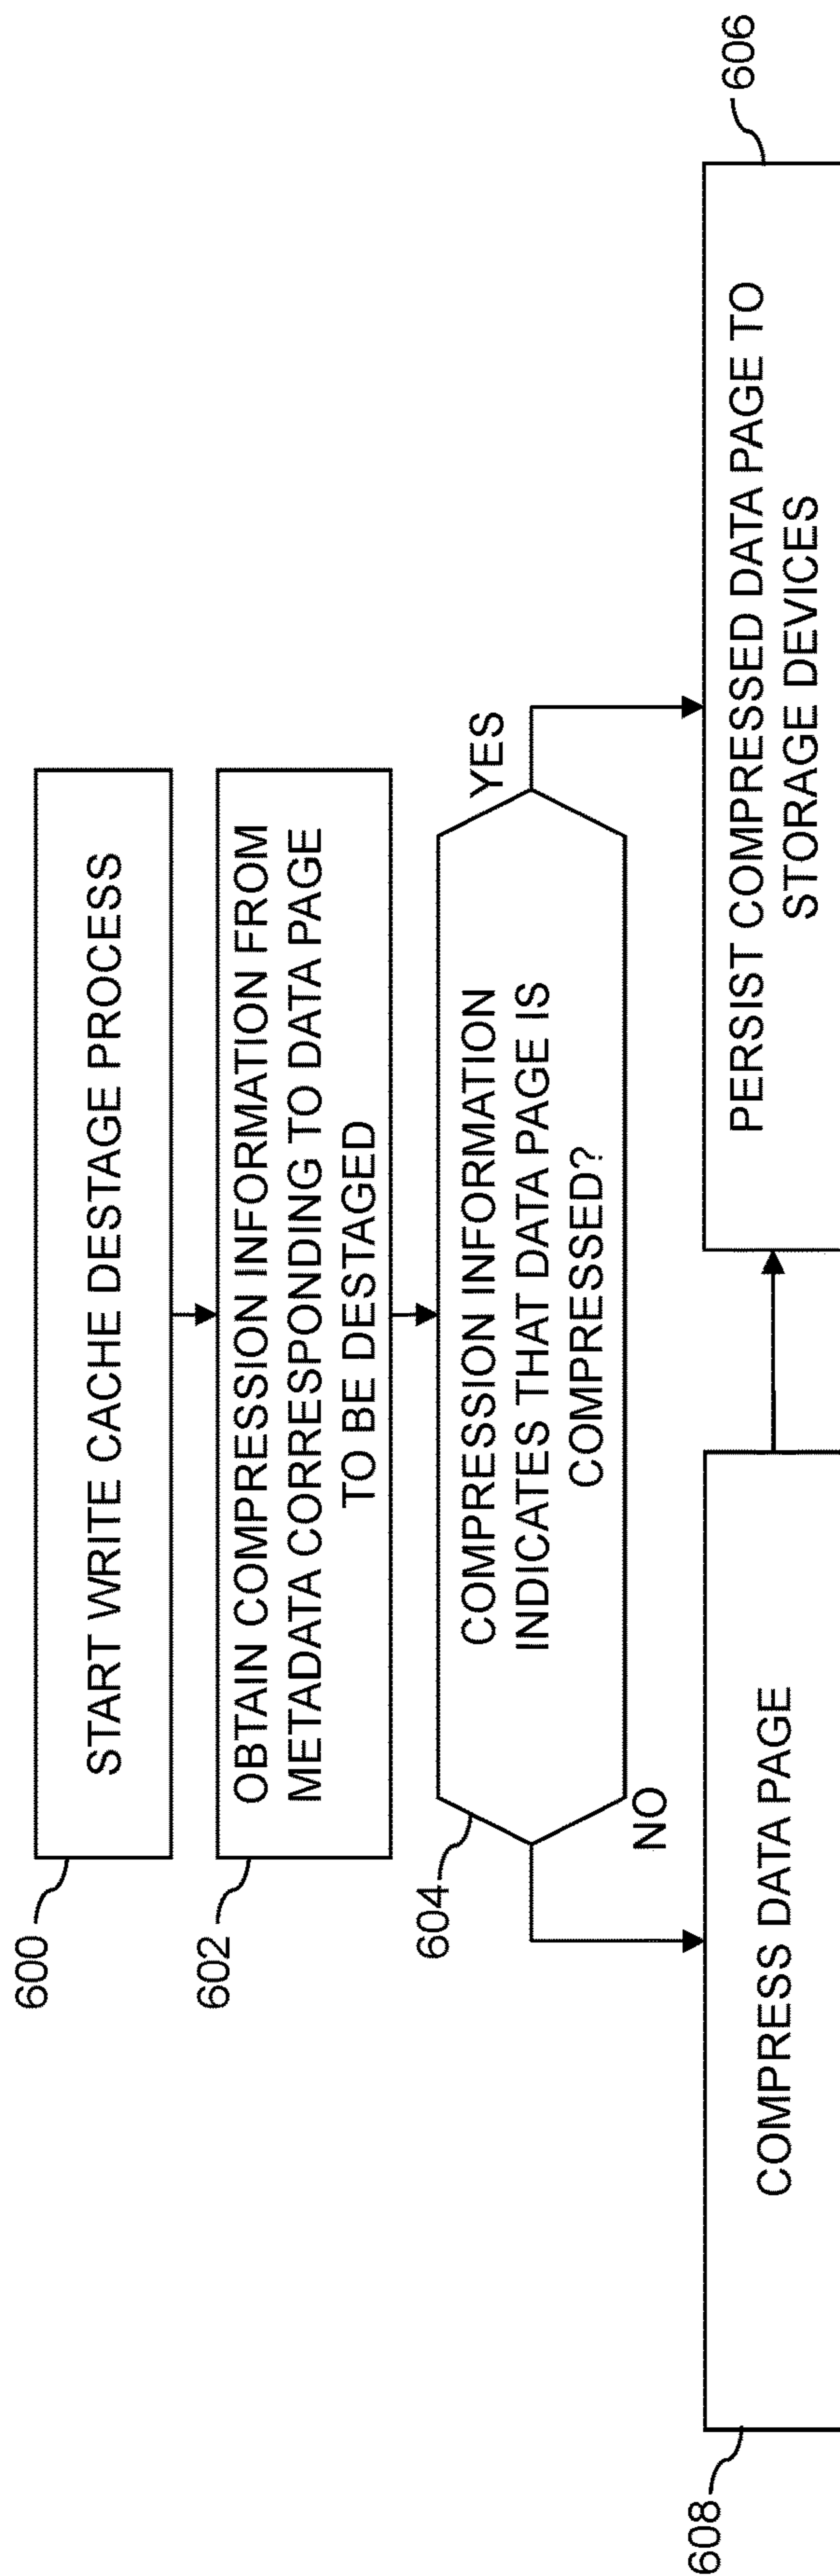 600
START WRITE CACHE DESTAGE PROCESS
602
OBTAIN COMPRESSION INFORMATION FROM
METADATA CORRESPONDING TO DATA PAGE
TO BE DESTAGED
604
COMPRESSION INFORMATION
INDICATES THAT DATA PAGE IS
COMPRESSED?
YES
NO
608
COMPRESS DATA PAGE
PERSIST COMPRESSED DATA PAGE TO
STORAGE DEVICES
606